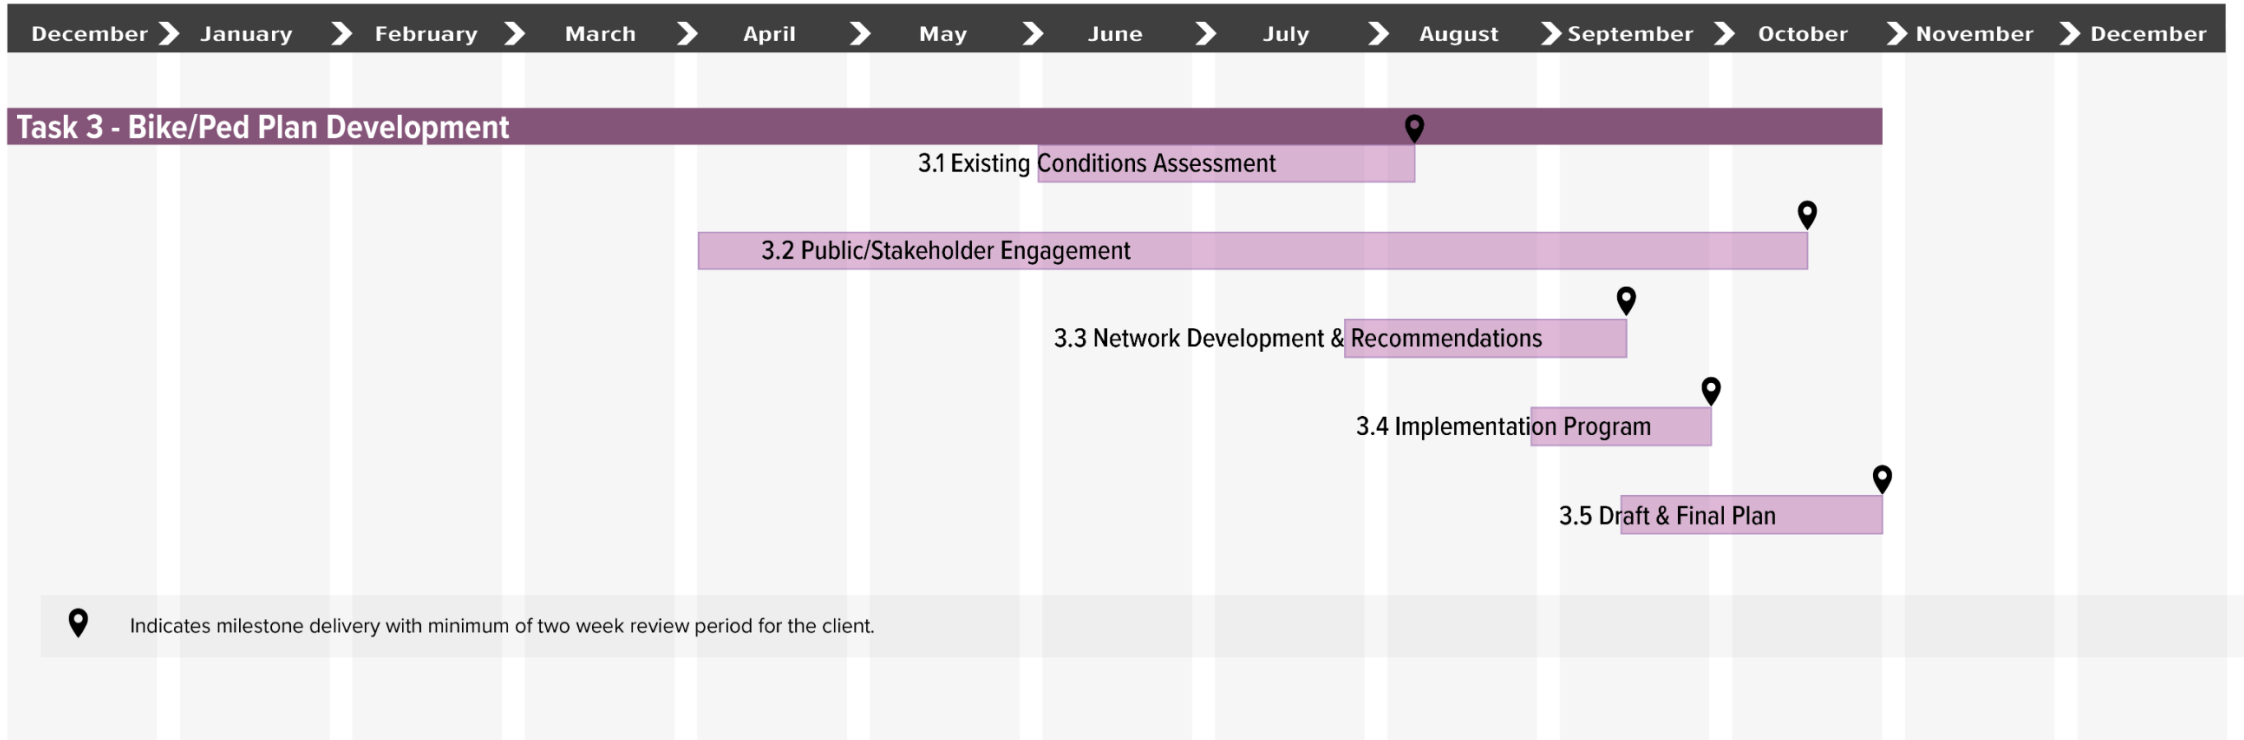 December January February March April May June July August September October November December
Task 3 - Bike/Ped Plan Development
3.1 Existing Conditions Assessment
3.2 Public/Stakeholder Engagement
3.3 Network Development & Recommendations
3.4 Implementation Program
3.5 Draft & Final Plan
Indicates milestone delivery with minimum of two week review period for the client.